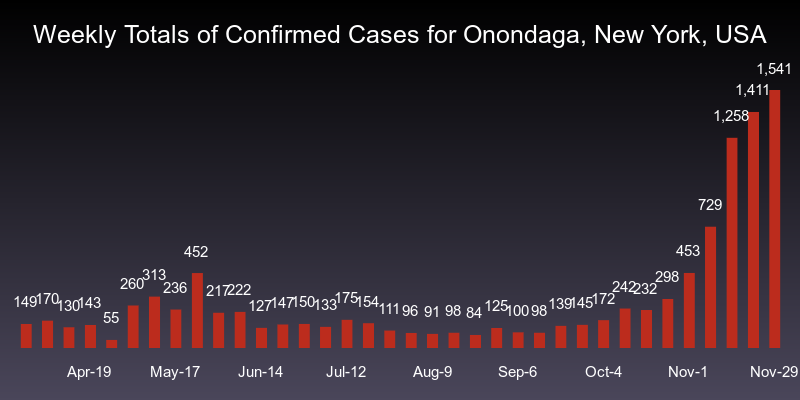 Weekly Totals of Confirmed Cases for Onondaga, New York, USA
149 170 130 143 55 260 313 236 452 217 222 127 147 150 133 175 154 111 96 91 98 84 125 100 98 139 145 172 242 232 298 453 729 1,258 1,411 1,541
Apr-19 May-17 Jun-14 Jul-12 Aug-9 Sep-6 Oct-4 Nov-1 Nov-29